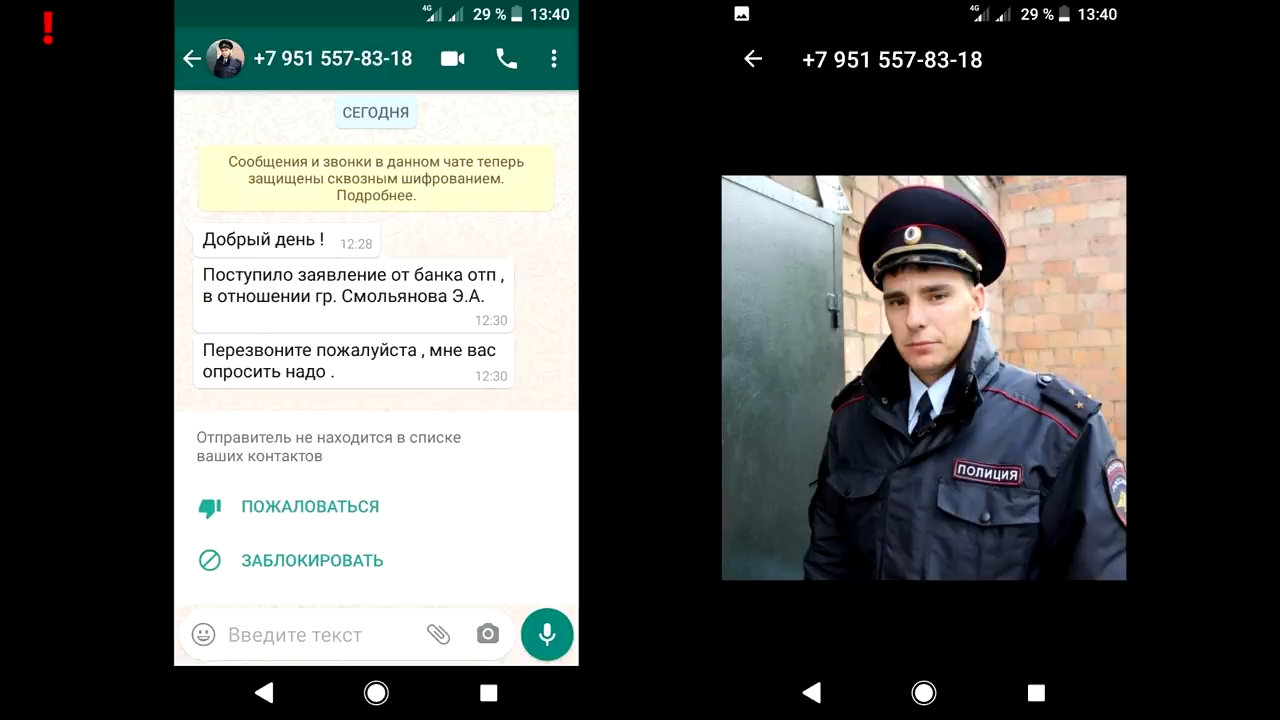 4G 29 % 13:40
+7 951 557-83-18
СЕГОДНЯ
Сообщения и звонки в данном чате теперь
защищены сквозным шифрованием.
Подробнее.
Добрый день ! 12:28
Поступило заявление от банка отп ,
в отношении гр. Смольянова Э.А.
12:30
Перезвоните пожалуйста , мне вас
опросить надо . 12:30
Отправитель не находится в списке
ваших контактов
ПОЖАЛОВАТЬСЯ
ЗАБЛОКИРОВАТЬ
Введите текст
4G 29 % 13:40
+7 951 557-83-18
ПОЛИЦИЯ